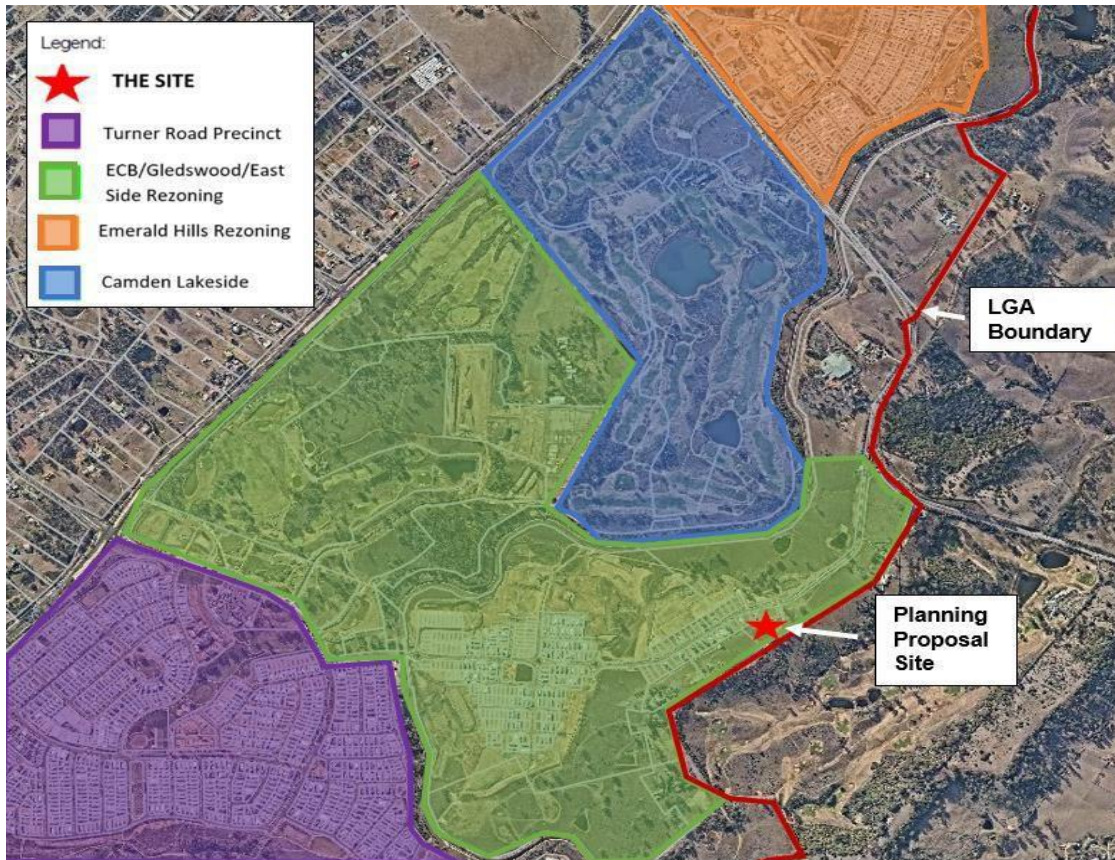 Legend:
THE SITE
Turner Road Precinct
ECB/Gledswood/East
Side Rezoning
Emerald Hills Rezoning
Camden Lakeside
LGA
Boundary
Planning
Proposal
Site